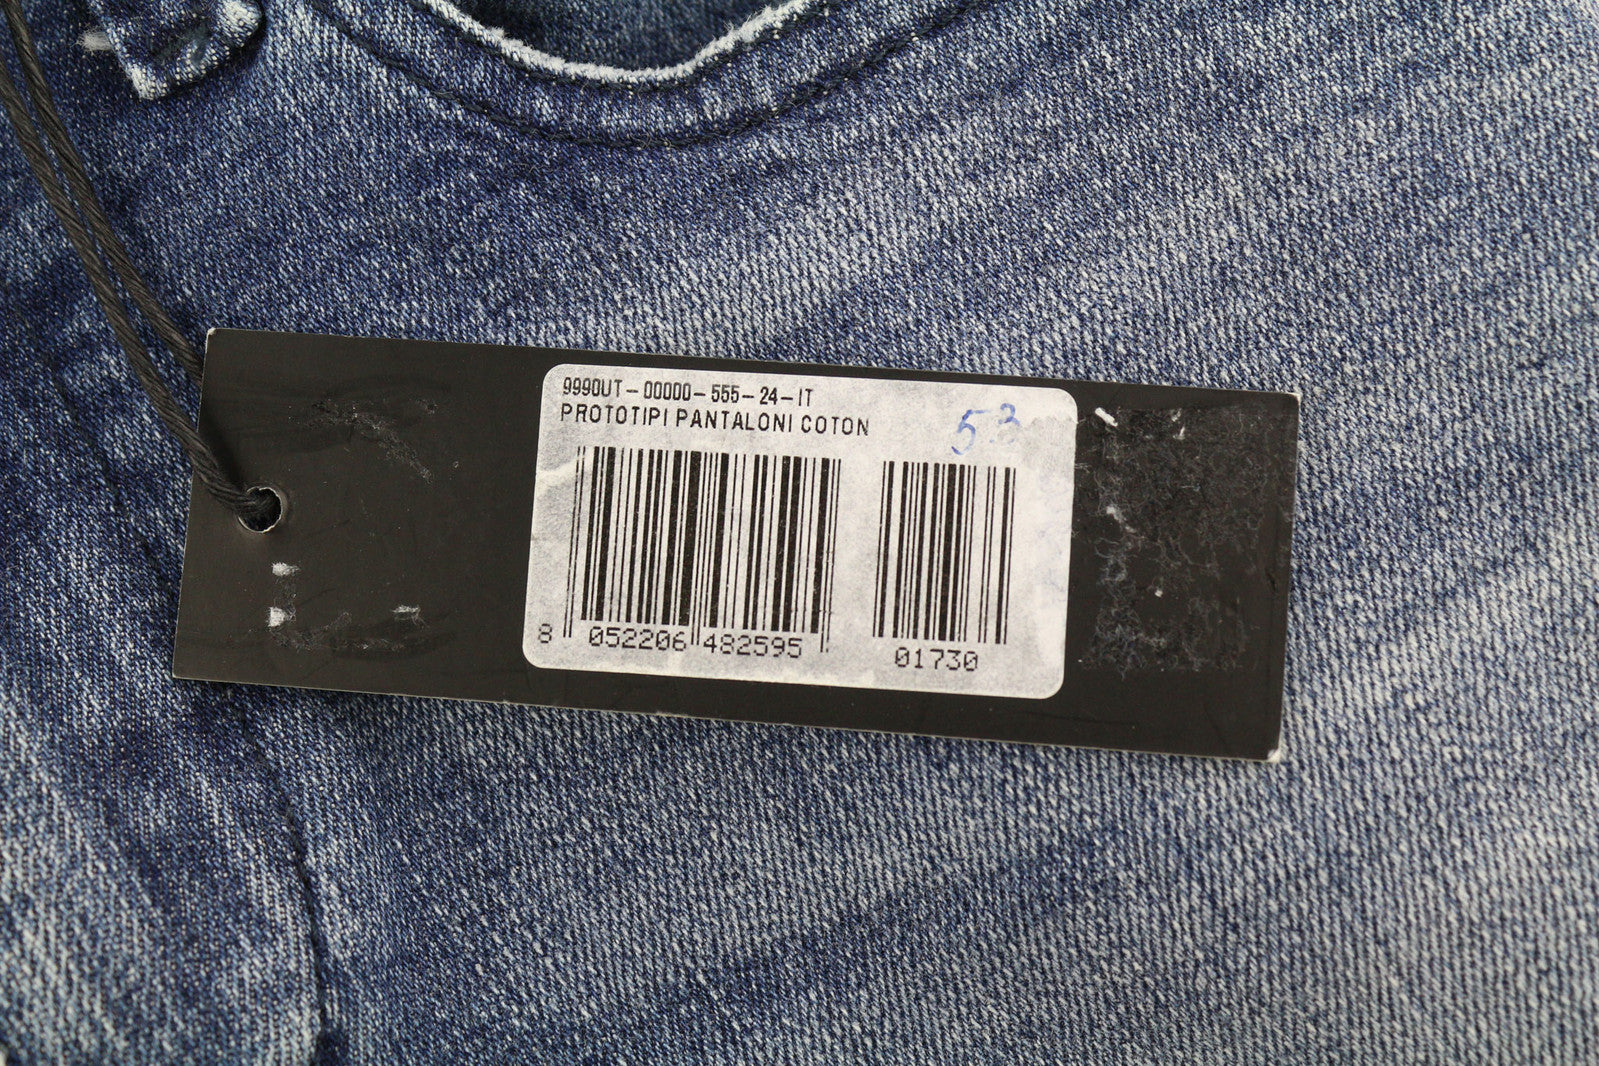 9990UT-00000-555-24-IT
PROTOTIPI PANTALONI COTON
53
8 052206 482595
01730